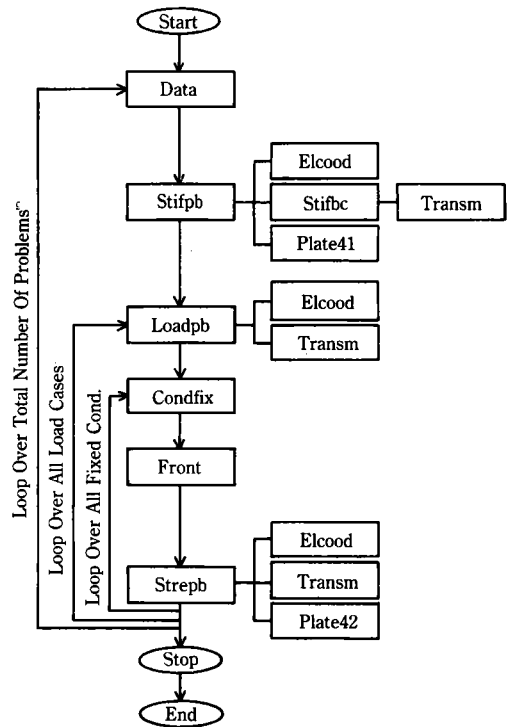 Start
Data
Elcood
Stifpb
Stifbc
Transm
Plate41
Elcood
Loadpb
Transm
Condfix
Front
Elcood
Strepb
Transm
Plate42
Stop
End
Loop Over Total Number Of Problems"
Loop Over All Load Cases
Loop Over All Fixed Cond.